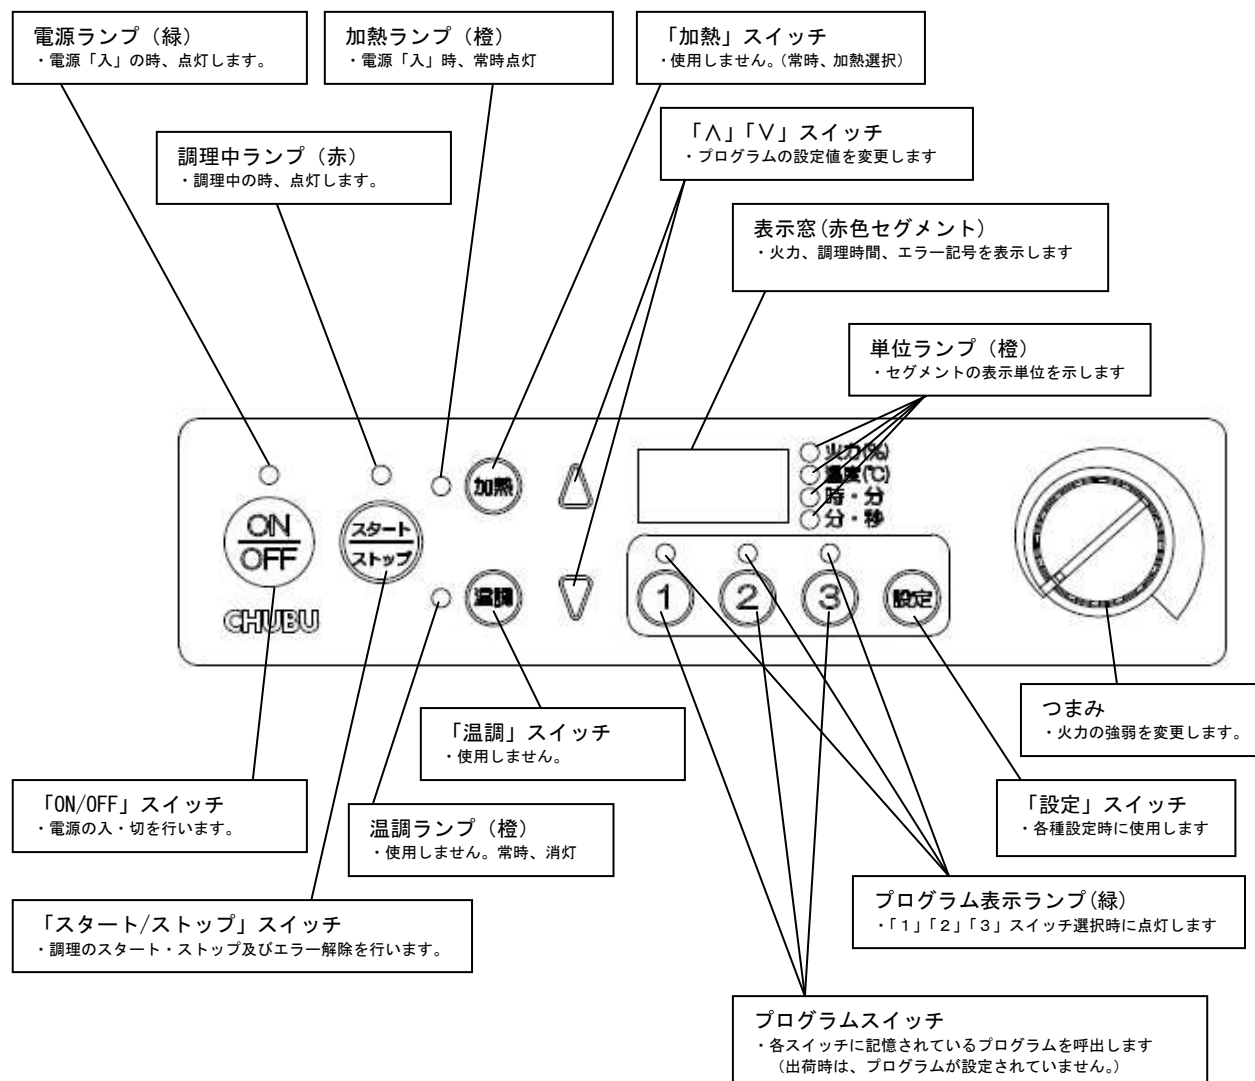 電源ランプ（緑）
・電源「入」の時、点灯します。
加熱ランプ（橙）
・電源「入」時、常時点灯
「加熱」スイッチ
・使用しません。（常時、加熱選択）
調理中ランプ（赤）
・調理中の時、点灯します。
「∧」「∨」スイッチ
・プログラムの設定値を変更します
表示窓（赤色セグメント）
・火力、調理時間、エラー記号を表示します
単位ランプ（橙）
・セグメントの表示単位を示します
火力(%)
温度(℃)
時・分
分・秒
加熱
ON
OFF
スタート
ストップ
温調
1
2
3
設定
CHUBU
つまみ
・火力の強弱を変更します。
「温調」スイッチ
・使用しません。
「ON/OFF」スイッチ
・電源の入・切を行います。
温調ランプ（橙）
・使用しません。常時、消灯
「設定」スイッチ
・各種設定時に使用します
プログラム表示ランプ（緑）
・「１」「２」「３」スイッチ選択時に点灯します
「スタート/ストップ」スイッチ
・調理のスタート・ストップ及びエラー解除を行います。
プログラムスイッチ
・各スイッチに記憶されているプログラムを呼出します
（出荷時は、プログラムが設定されていません。）